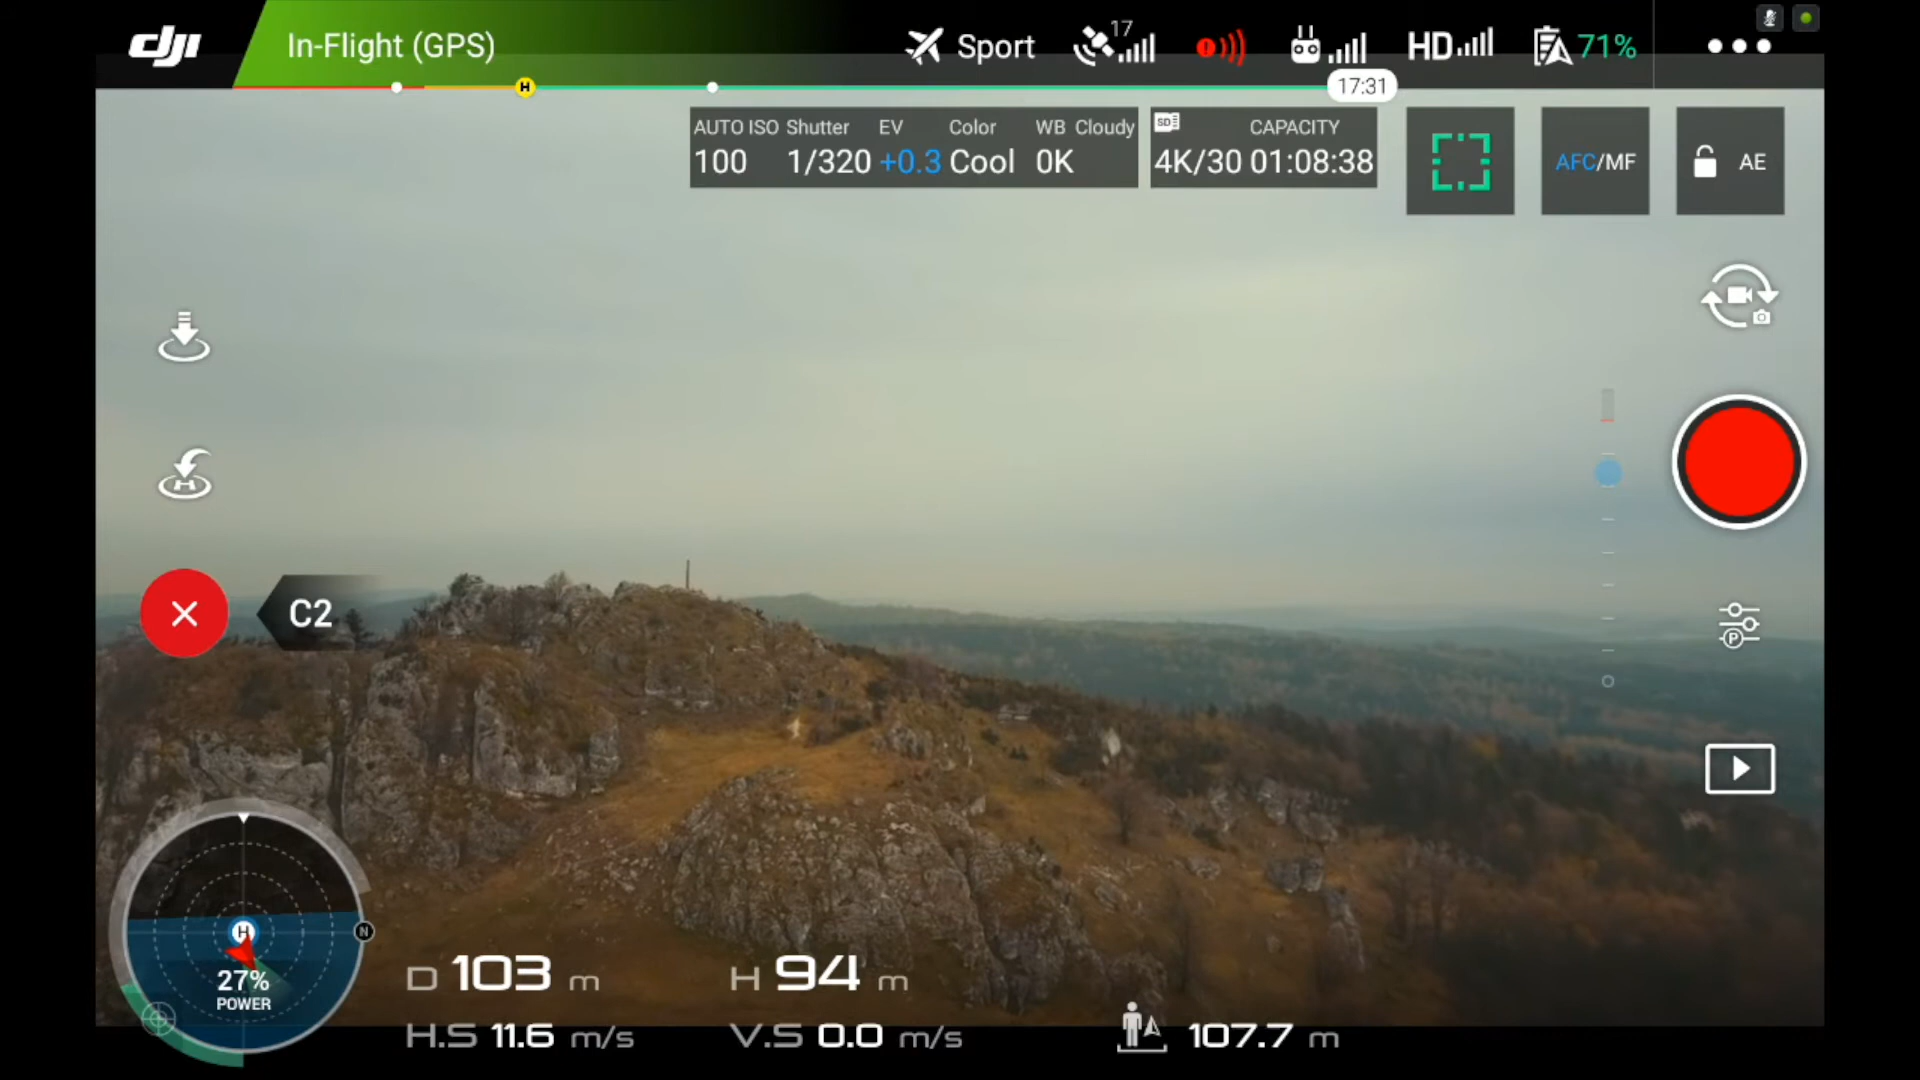 dji In-Flight (GPS) Sport 17 HD 71%
H 17:31
AUTO ISO Shutter EV Color WB Cloudy SD CAPACITY
100 1/320 +0.3 Cool 0K 4K/30 01:08:38 AFC/MF AE
C2
P
H N
27%
POWER
D 103 m H 94 m
H.S 11.6 m/s V.S 0.0 m/s 107.7 m